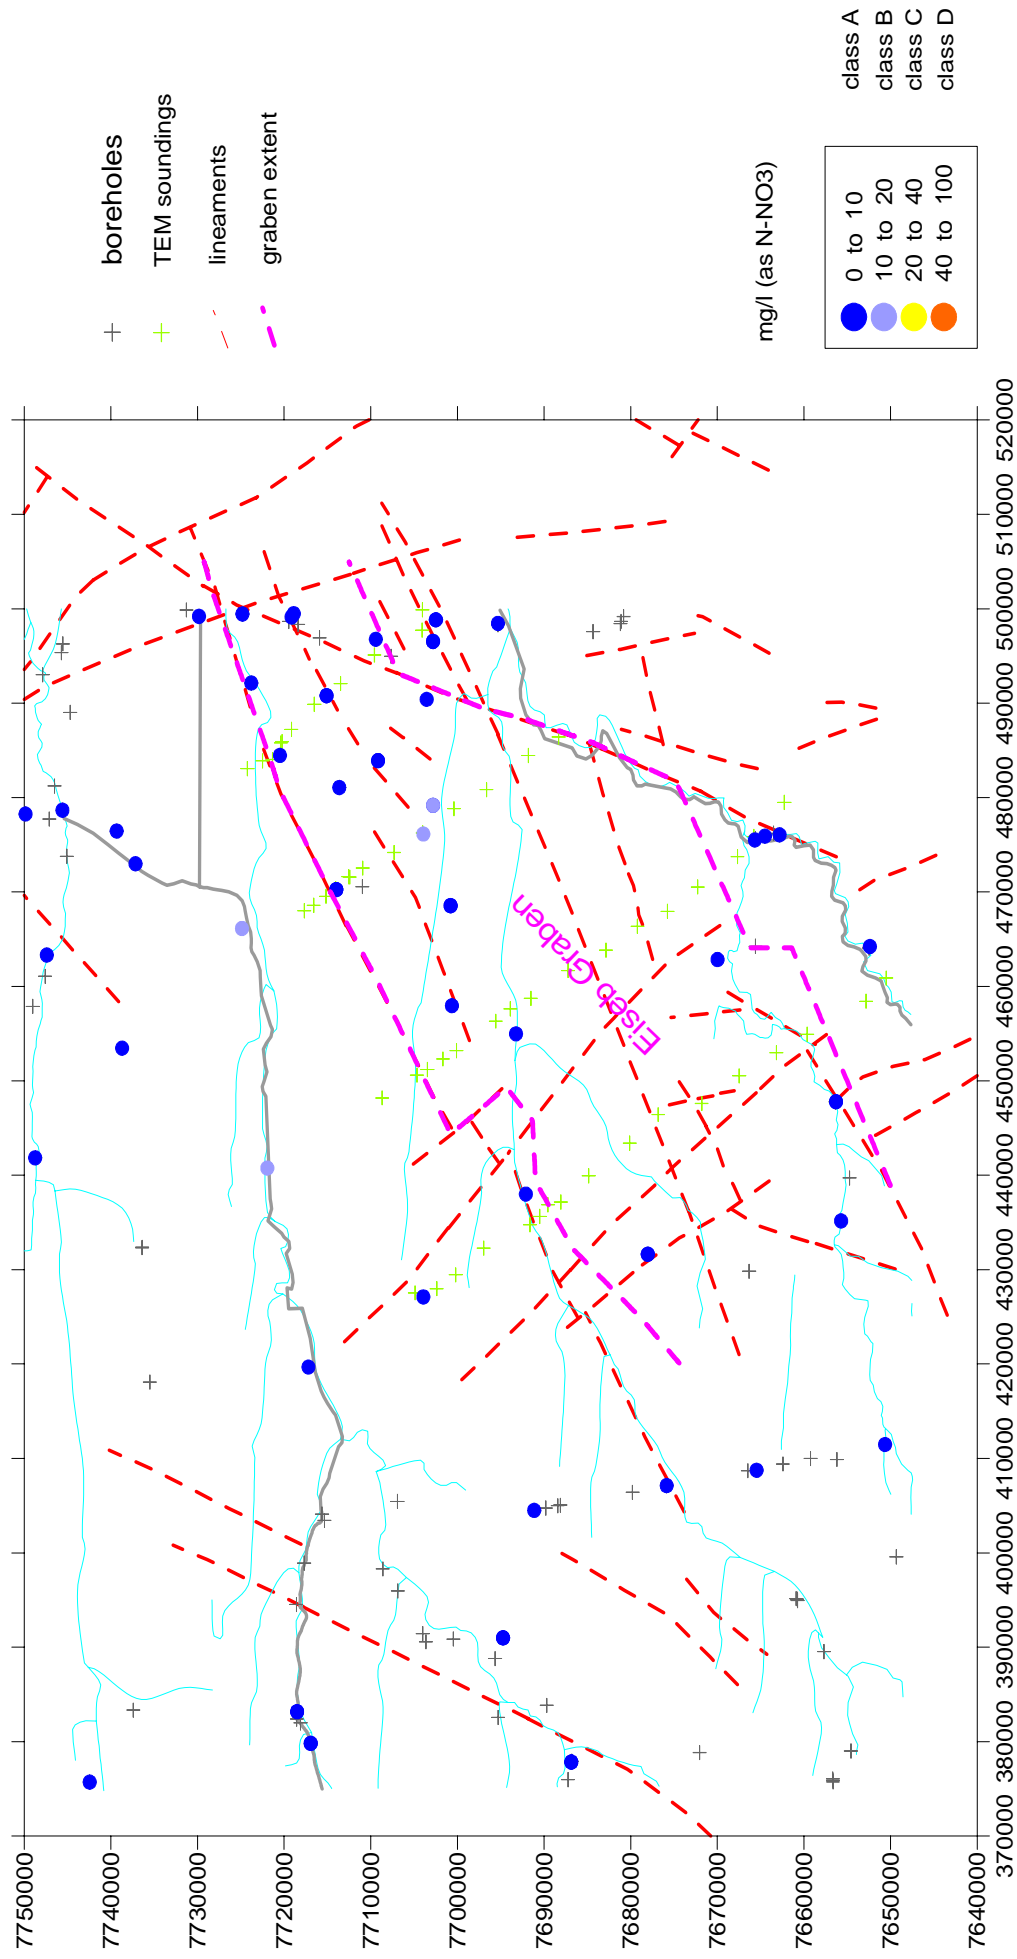 boreholes
TEM soundings
lineaments
graben extent
mg/l (as N-NO3)
0 to 10 class A
10 to 20 class B
20 to 40 class C
40 to 100 class D
Eiseb Graben
7750000
7740000
7730000
7720000
7710000
7700000
7690000
7680000
7670000
7660000
7650000
7640000
370000
380000
390000
400000
410000
420000
430000
440000
450000
460000
470000
480000
490000
500000
510000
520000